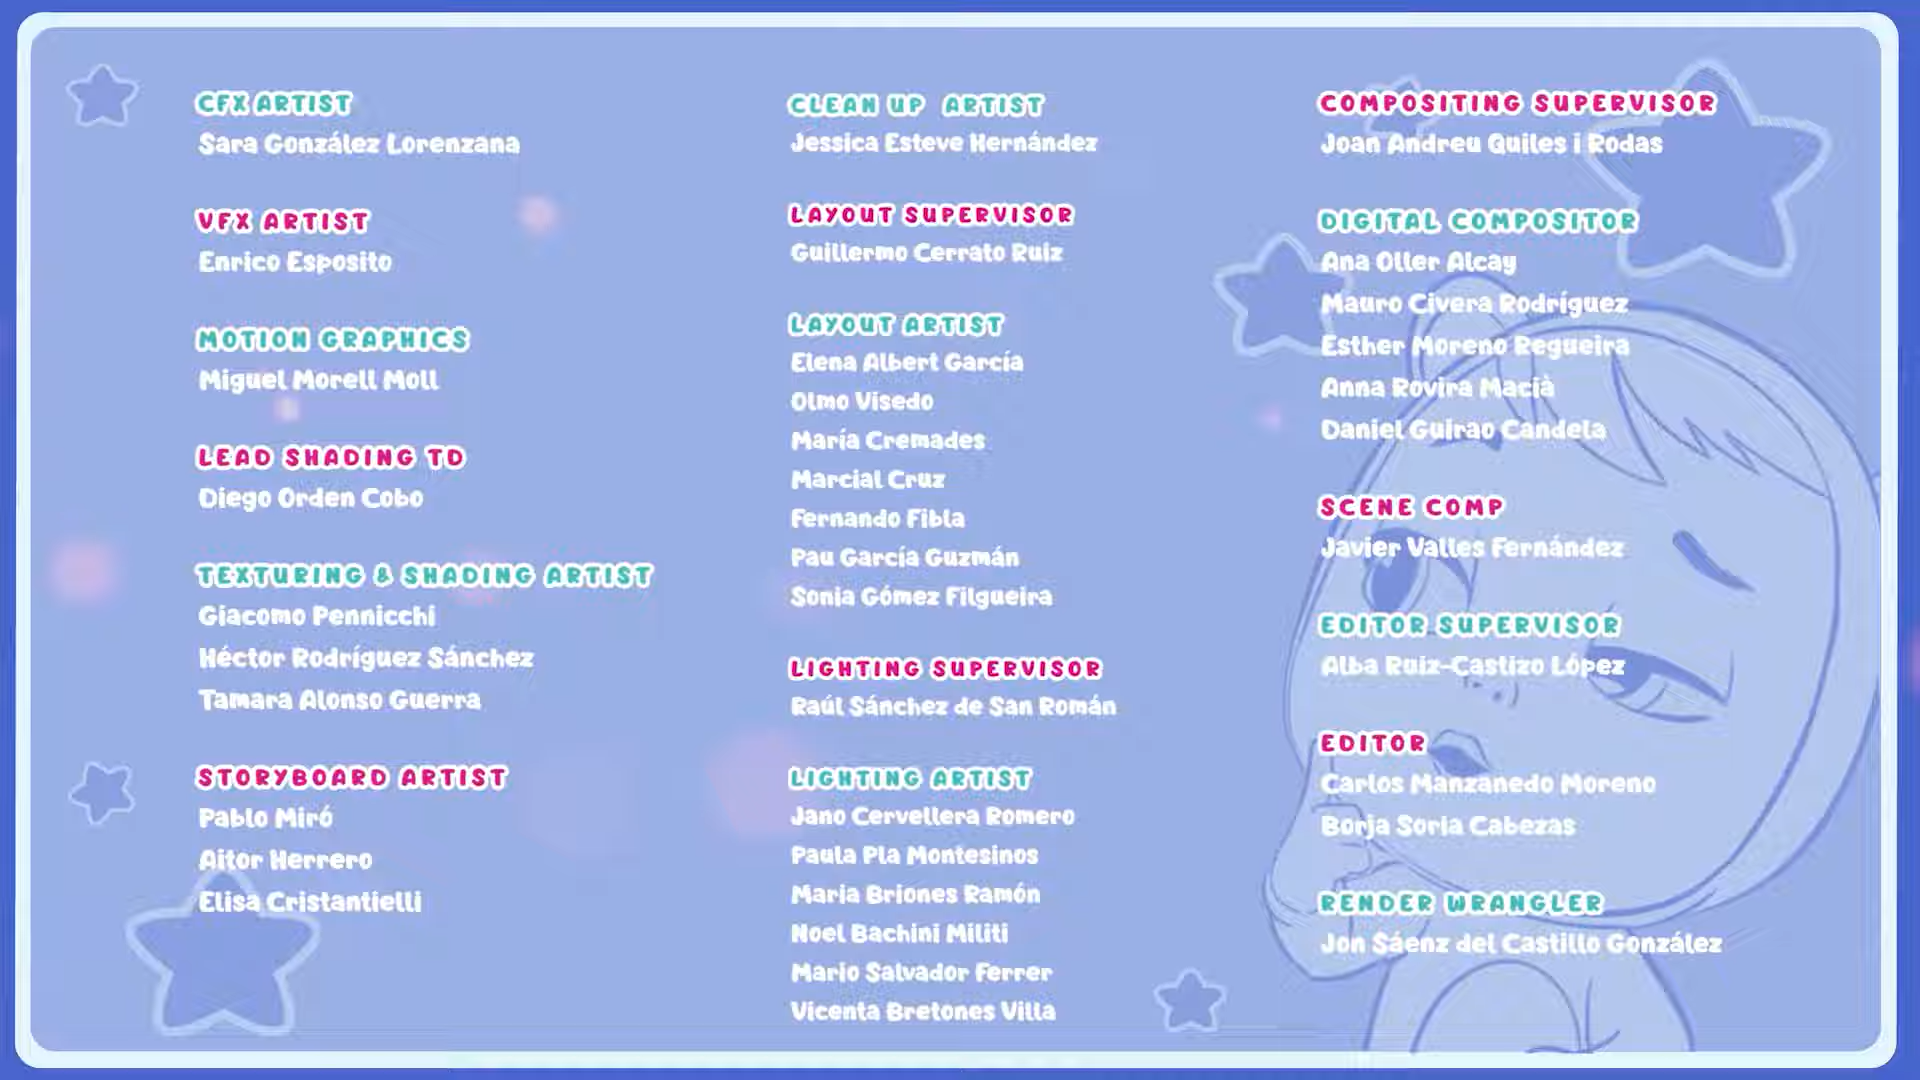 CFX ARTIST
Sara González Lorenzana
VFX ARTIST
Enrico Esposito
MOTION GRAPHICS
Miguel Morell Moll
LEAD SHADING TD
Diego Orden Cobo
TEXTURING & SHADING ARTIST
Giacomo Pennicchi
Héctor Rodríguez Sánchez
Tamara Alonso Guerra
STORYBOARD ARTIST
Pablo Miró
Aitor Herrero
Elisa Cristantielli
CLEAN UP ARTIST
Jessica Esteve Hernández
LAYOUT SUPERVISOR
Guillermo Cerrato Ruiz
LAYOUT ARTIST
Elena Albert García
Olmo Visedo
María Cremades
Marcial Cruz
Fernando Fibla
Pau García Guzmán
Sonia Gómez Filgueira
LIGHTING SUPERVISOR
Raúl Sánchez de San Román
LIGHTING ARTIST
Jano Cervellera Romero
Paula Pla Montesinos
Maria Briones Ramón
Noel Bachini Militi
Mario Salvador Ferrer
Vicenta Bretones Villa
COMPOSITING SUPERVISOR
Joan Andreu Quiles i Rodas
DIGITAL COMPOSITOR
Ana Oller Alcay
Mauro Civera Rodríguez
Esther Moreno Regueira
Anna Rovira Macià
Daniel Guirao Candela
SCENE COMP
Javier Valles Fernández
EDITOR SUPERVISOR
Alba Ruiz-Castizo López
EDITOR
Carlos Manzanedo Moreno
Borja Soria Cabezas
RENDER WRANGLER
Jon Sáenz del Castillo González